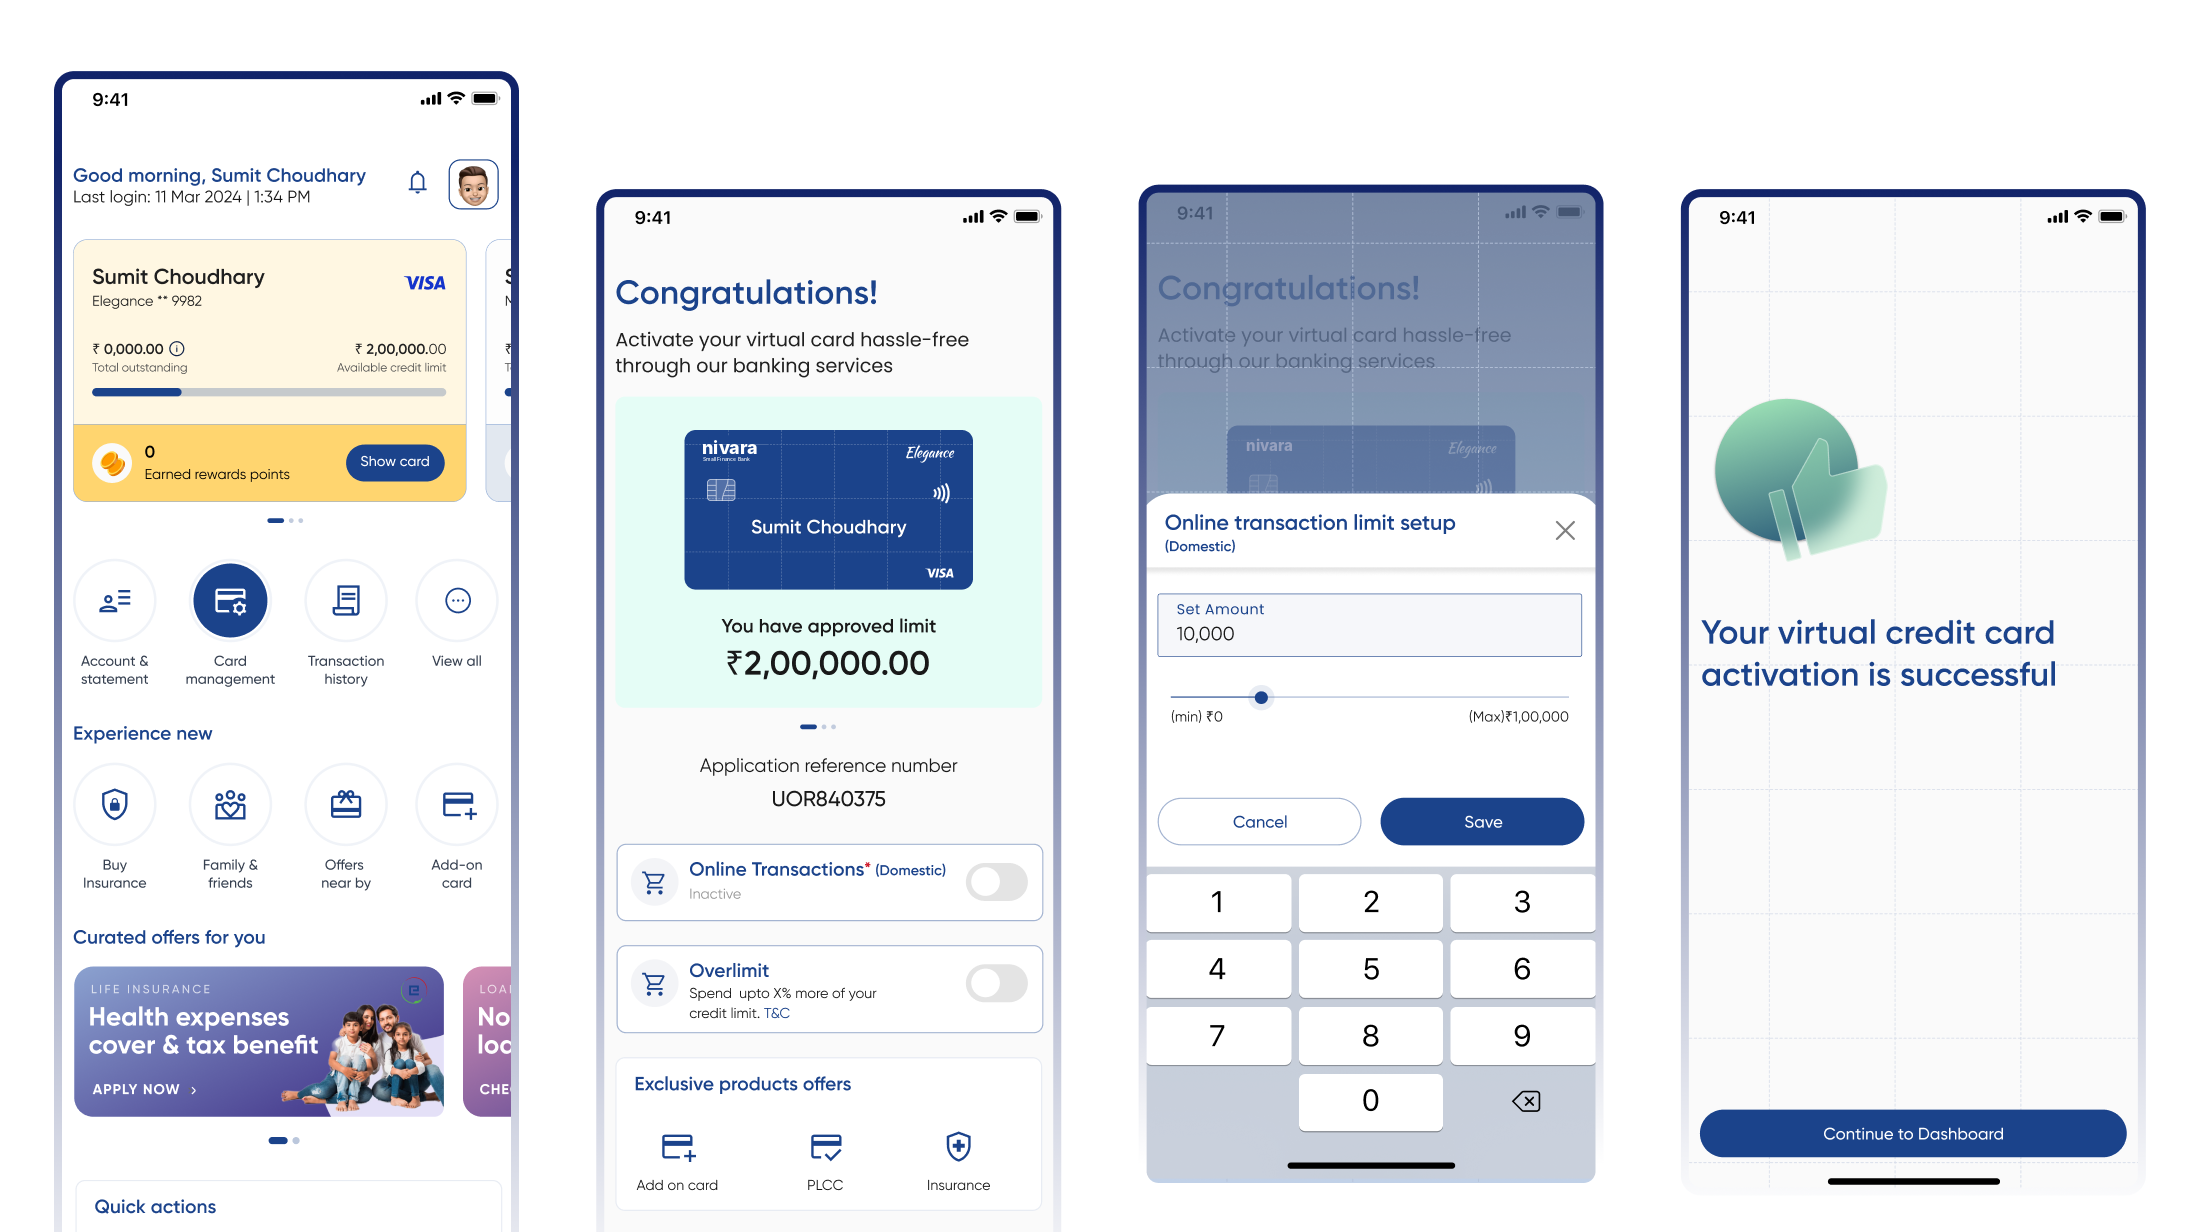 9:41
Good morning, Sumit Choudhary
Last login: 11 Mar 2024 | 1:34 PM
Sumit Choudhary
VISA
Elegance ** 9982
₹ 0,000.00
₹ 2,00,000.00
Total outstanding
Available credit limit
0
Earned rewards points
Show card
Account &
statement
Card
management
Transaction
history
View all
Experience new
Buy
Insurance
Family &
friends
Offers
near by
Add-on
card
Curated offers for you
LIFE INSURANCE
Health expenses
cover & tax benefit
APPLY NOW >
Quick actions
9:41
Congratulations!
Activate your virtual card hassle-free
through our banking services
nivara
Small Finance Bank
Elegance
Sumit Choudhary
VISA
You have approved limit
₹2,00,000.00
Application reference number
UOR840375
Online Transactions* (Domestic)
Inactive
Overlimit
Spend upto X% more of your
credit limit. T&C
Exclusive products offers
Add on card
PLCC
Insurance
9:41
Congratulations!
Activate your virtual card hassle-free
through our banking services
nivara
Elegance
Online transaction limit setup
(Domestic)
Set Amount
10,000
(min) ₹0
(Max)₹1,00,000
Cancel
Save
1
2
3
4
5
6
7
8
9
0
9:41
Your virtual credit card
activation is successful
Continue to Dashboard